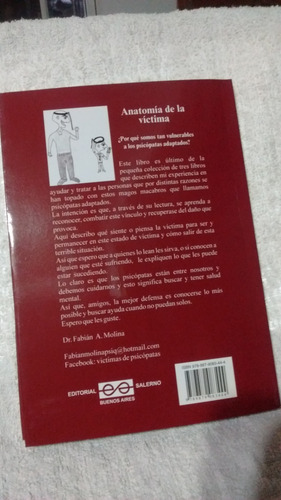 Anatomía de la
víctima
¿Por qué somos tan vulnerables
a los psicópatas adaptados?
Este libro es último de la
pequeña colección de tres libros
que describen mi experiencia en
ayudar y tratar a las personas que por distintas razones se
han topado con estos magos macabros que llamamos
psicópatas adaptados.
La intención es que, a través de su lectura, se aprenda a
reconocer, combatir este vínculo y recuperarse del daño que
provoca.
Aquí describo qué siente o piensa la víctima para ser y
permanecer en este estado de víctima y cómo salir de esta
terrible situación.
Así que espero que a quienes lo lean les sirva, o si conocen a
alguien que esté sufriendo, le expliquen lo que les puede
estar sucediendo.
Lo claro es que los psicópatas están entre nosotros y
debemos cuidarnos y esto significa buscar y tener salud
mental.
Así que, amigos, la mejor defensa es conocerse lo más
posible y buscar ayuda cuando no puedas solos.
Espero que les guste.
Dr. Fabián A. Molina
Fabianmolinapsiq@hotmail.com
Facebook: víctimas de psicópatas
EDITORIAL
SALERNO
BUENOS AIRES